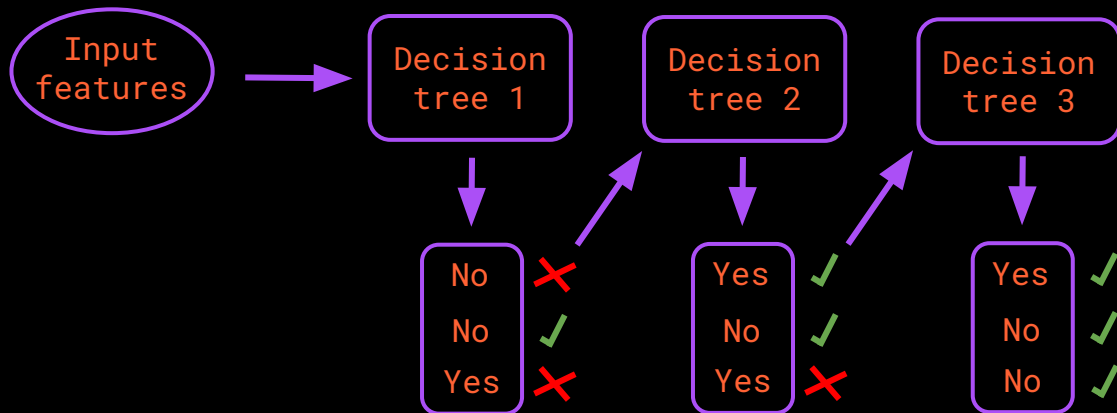 Input
features
Decision
tree 1
Decision
tree 2
Decision
tree 3
No
No
Yes
Yes
No
Yes
Yes
No
No